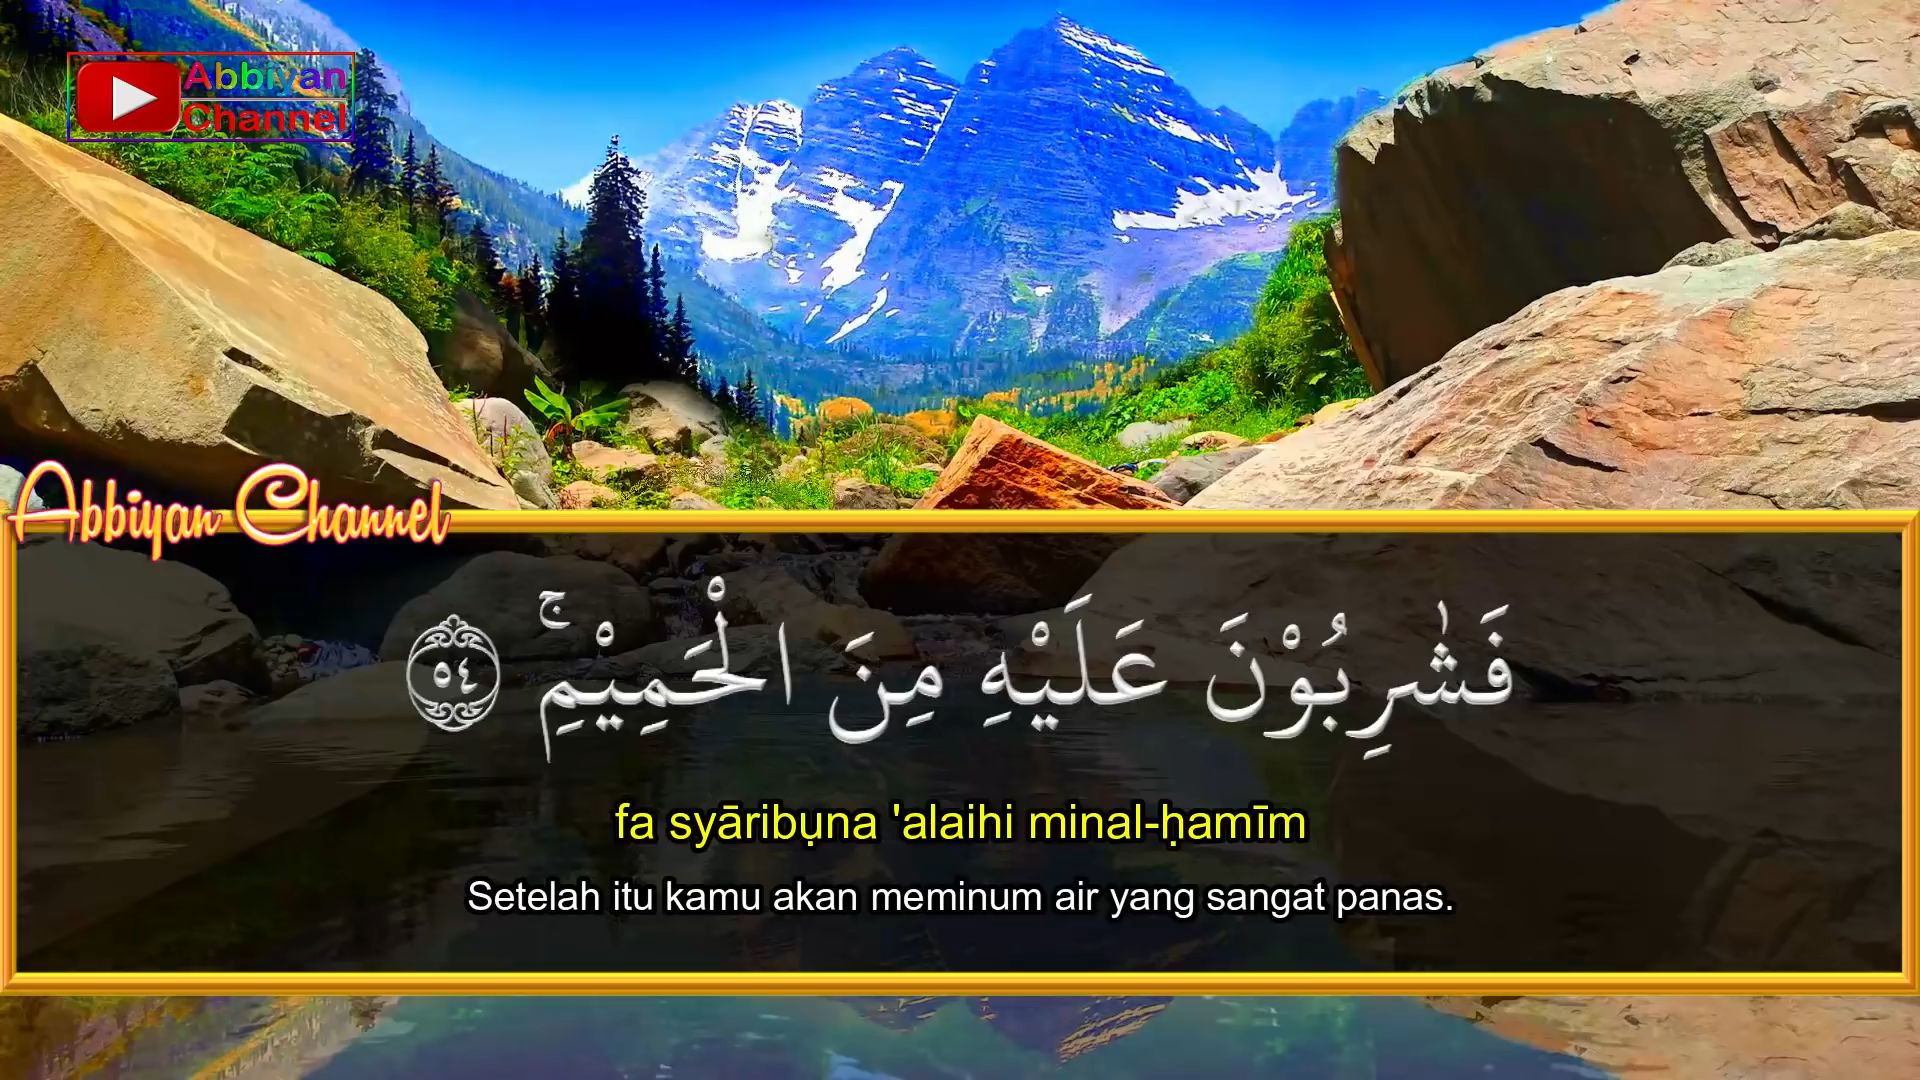 Abbiyan
Channel
Abbiyan Channel
فَشٰرِبُوْنَ عَلَيْهِ مِنَ الْحَمِيْمِۚ ٥٤
fa syāribụna 'alaihi minal-ḥamīm
Setelah itu kamu akan meminum air yang sangat panas.